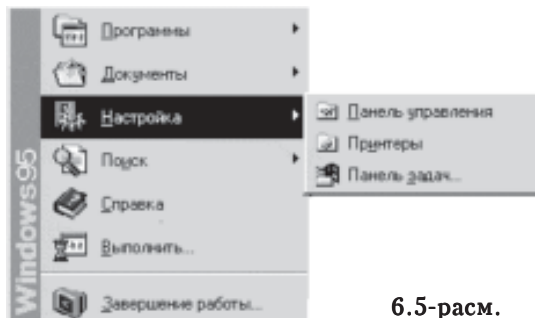 Программы
Документы
Настройка
Поиск
Справка
Выполнить...
Завершение работы...
Панель управления
Принтеры
Панель задач...
Windows95
6.5-расм.